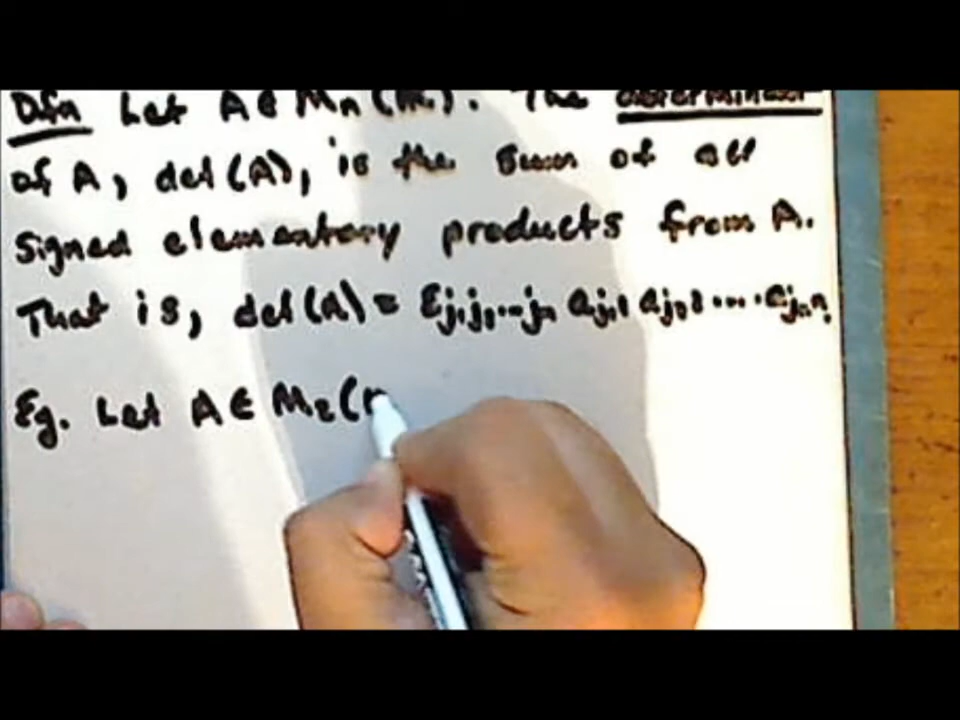 Dfn Let A ∈ Mn(R). The determinant
of A, det(A), is the sum of all
signed elementary products from A.
That is, det(A) = Ɛj₁j₂...jn aj₁1 aj₂2 .... ajnn.
Eg. Let A ∈ M₂(